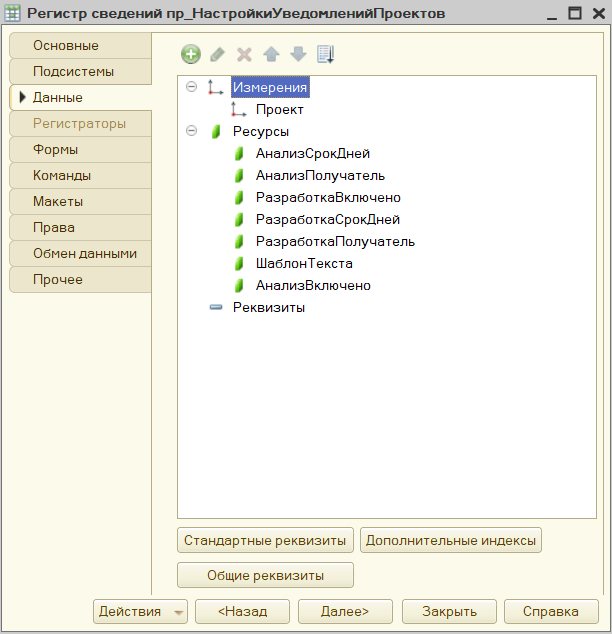 Регистр сведений пр_НастройкиУведомленийПроектов
Основные
Подсистемы
Данные
Регистраторы
Формы
Команды
Макеты
Права
Обмен данными
Прочее
Измерения
Проект
Ресурсы
АнализСрокДней
АнализПолучатель
РазработкаВключено
РазработкаСрокДней
РазработкаПолучатель
ШаблонТекста
АнализВключено
Реквизиты
Стандартные реквизиты Дополнительные индексы
Общие реквизиты
Действия <Назад Далее> Закрыть Справка